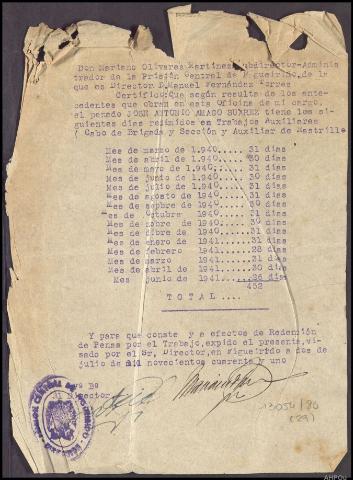 Don Mariano Olivares Martinez Subdirector-Adminis
trador de la Prisión Central de Figueirido, de la
que es Director D. Manuel Fernández Torres
Certifico: Que según resulta de los ante-
cedentes que obran en esta Oficina de mi cargo,
el penado JOSE ANTONIO AMADO tiene los si-
guientes dias redimidos en Trabajos Auxiliares
( Cabo de Brigada y Sección y Auxiliar de Rastrillo
Mes de marzo de 1.940.... 31 dias
Mes de abril de 1.940.... 30 dias
Mes de mayo de 1.940.... 31 dias
Mes de junio de 1.940.... 30 dias
Mes de julio de 1.940.... 31 dias
Mes de agosto de 1940.... 31 dias
Mes de sepbre de 1940.... 30 dias
es de Octubre 1940..... 31 dias
Mes de nobre de 1940..... 30 dias
Mes de dibre de 1940..... 31 dias
Mes de enero de 1941..... 31 dias
Mes de febrero 1941..... 28 dias
Mes de marzo 1941..... 31 dias
Mes de abril de 1941..... 30 dias
Mes junio de 1941..... 26 dias
452
TOTAL ....
Y para que conste y a efectos de Redención
de Penas por el Trabajo, expido el presente, vi-
sado por el Sr, Director, en Figueirido a dos de
julio de mil novecientos cuarenta y uno
º Bº
rector
13054/80
(29)
AHPOu